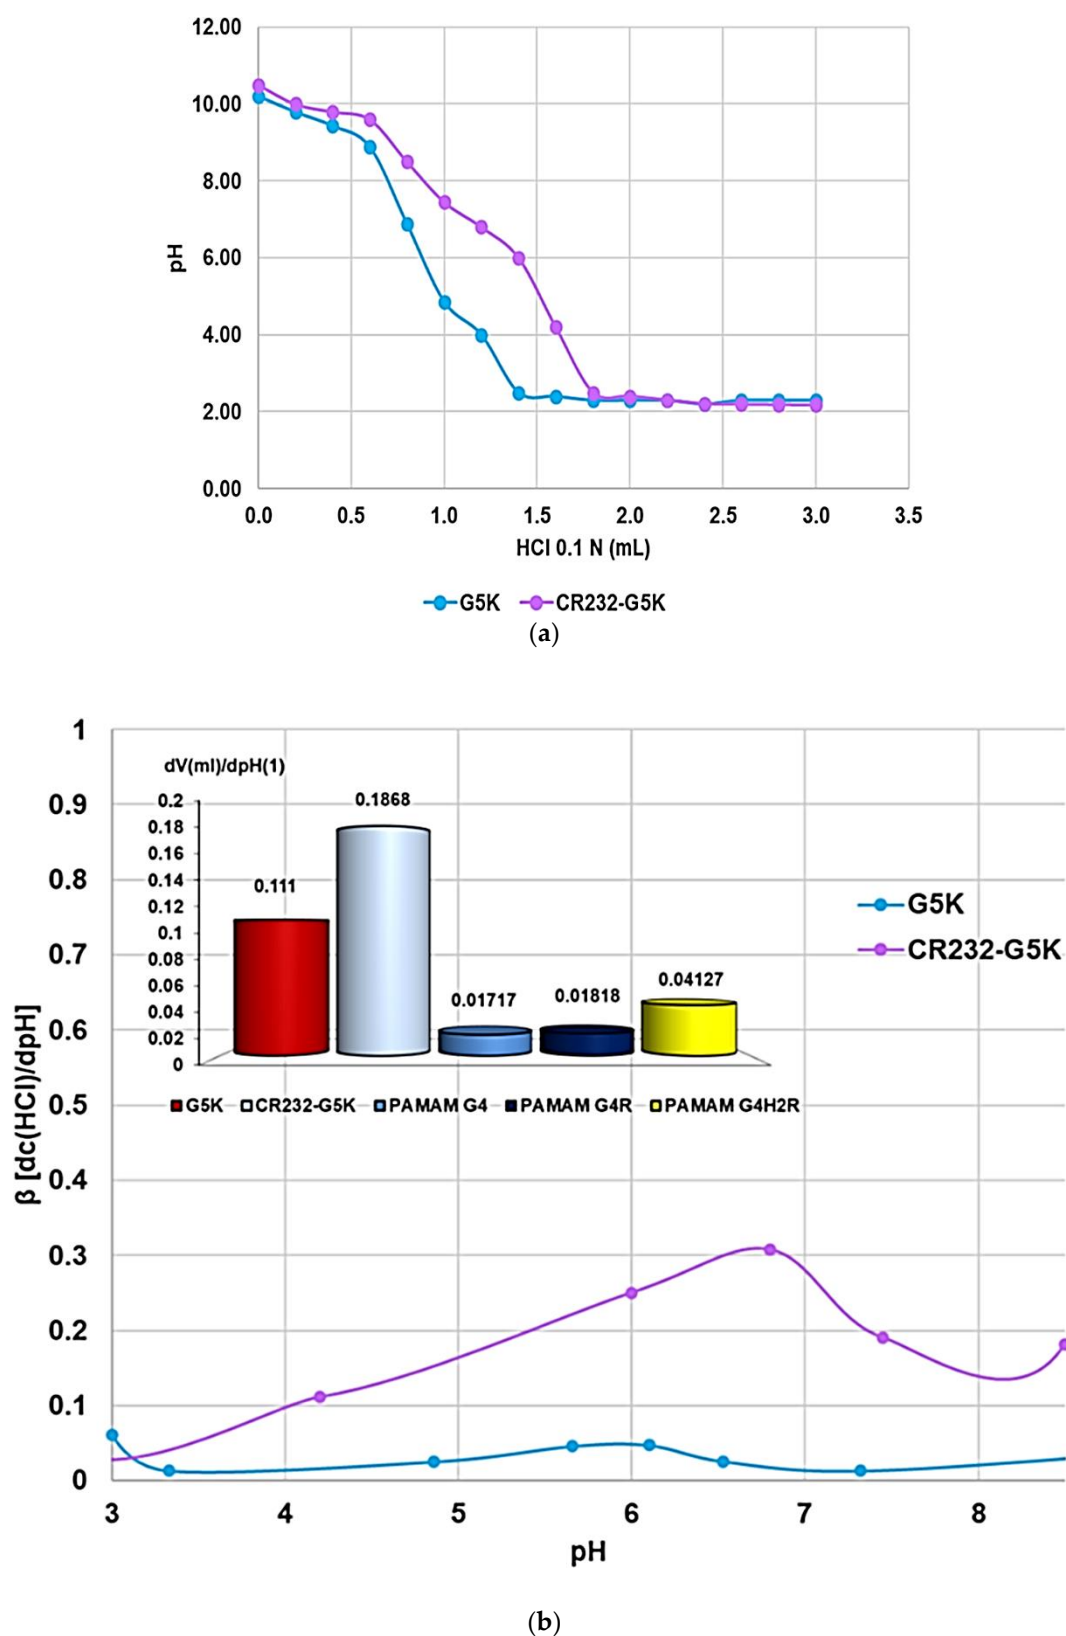 12.00
10.00
8.00
6.00
4.00
2.00
0.00
pH
0.0 0.5 1.0 1.5 2.0 2.5 3.0 3.5
HCl 0.1 N (mL)
G5K CR232-G5K
(a)
1
0.9
0.8
0.7
0.6
0.5
0.4
0.3
0.2
0.1
0
β [dc(HCl)/dpH]
dV(ml)/dpH(1)
0.2
0.18
0.16
0.14
0.12
0.1
0.08
0.06
0.04
0.02
0
0.111
0.1868
0.01717
0.01818
0.04127
G5K CR232-G5K PAMAM G4 PAMAM G4R PAMAM G4H2R
G5K
CR232-G5K
3 4 5 6 7 8
pH
(b)